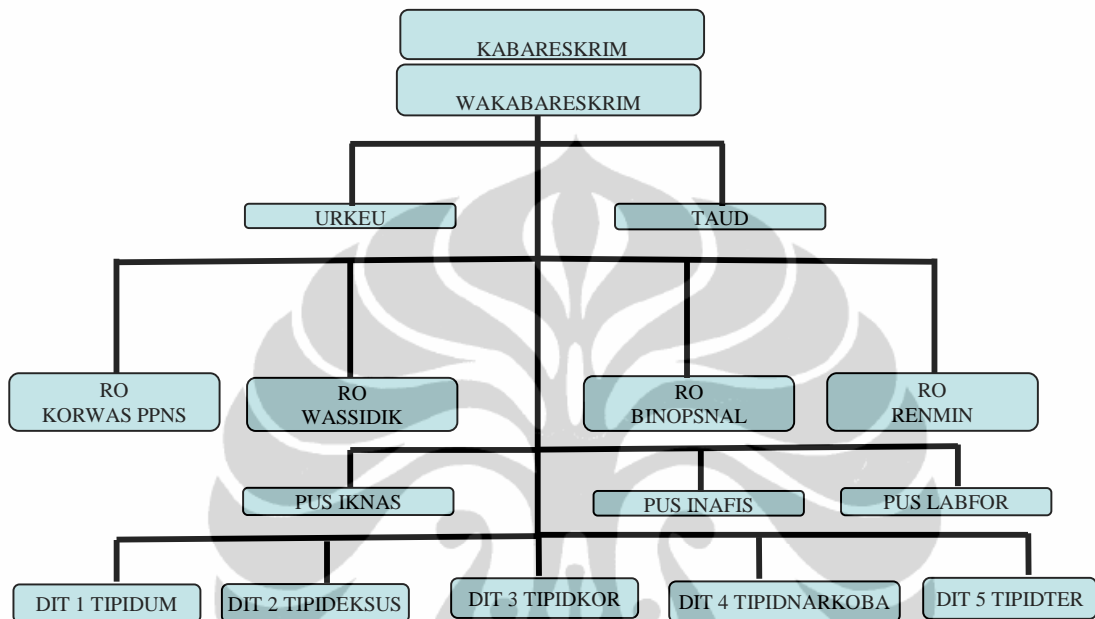 KABARESKRIM
WAKABARESKRIM
URKEU
TAUD
RO
KORWAS PPNS
RO
WASSIDIK
RO
BINOPSNAL
RO
RENMIN
PUS IKNAS
PUS INAFIS
PUS LABFOR
DIT 1 TIPIDUM
DIT 2 TIPIDEKSUS
DIT 3 TIPIDKOR
DIT 4 TIPIDNARKOBA
DIT 5 TIPIDTER